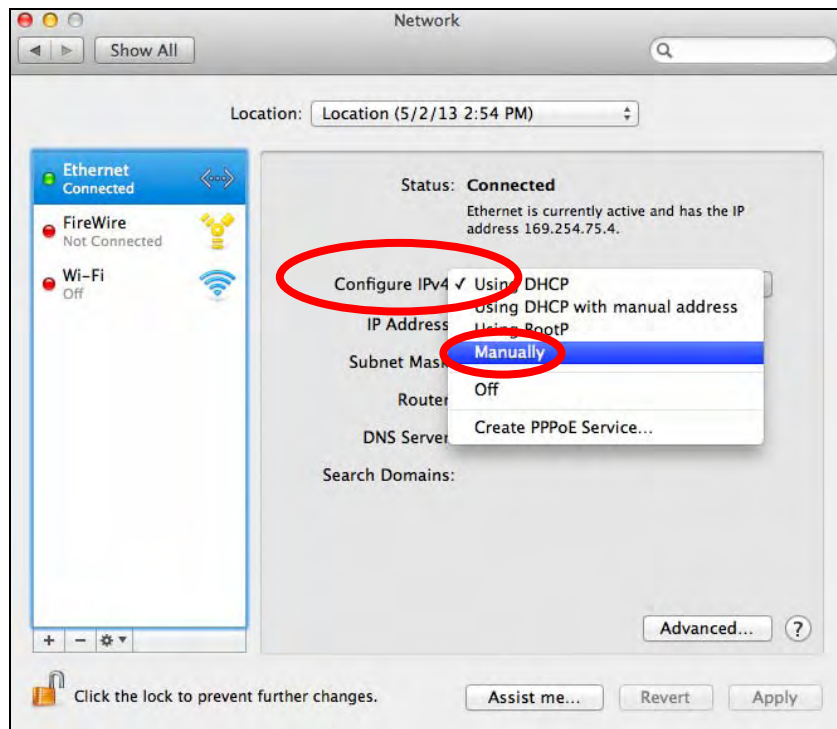 Network
Show All
Location: Location (5/2/13 2:54 PM)
Ethernet
Connected
FireWire
Not Connected
Wi-Fi
Off
Status: Connected
Ethernet is currently active and has the IP
address 169.254.75.4.
Configure IPv4 ✓ Using DHCP
Using DHCP with manual address
IP Address
Using BootP
Manually
Subnet Mask
Off
Router
Create PPPoE Service...
DNS Server
Search Domains:
Advanced... ?
+ −
Click the lock to prevent further changes.
Assist me... Revert Apply